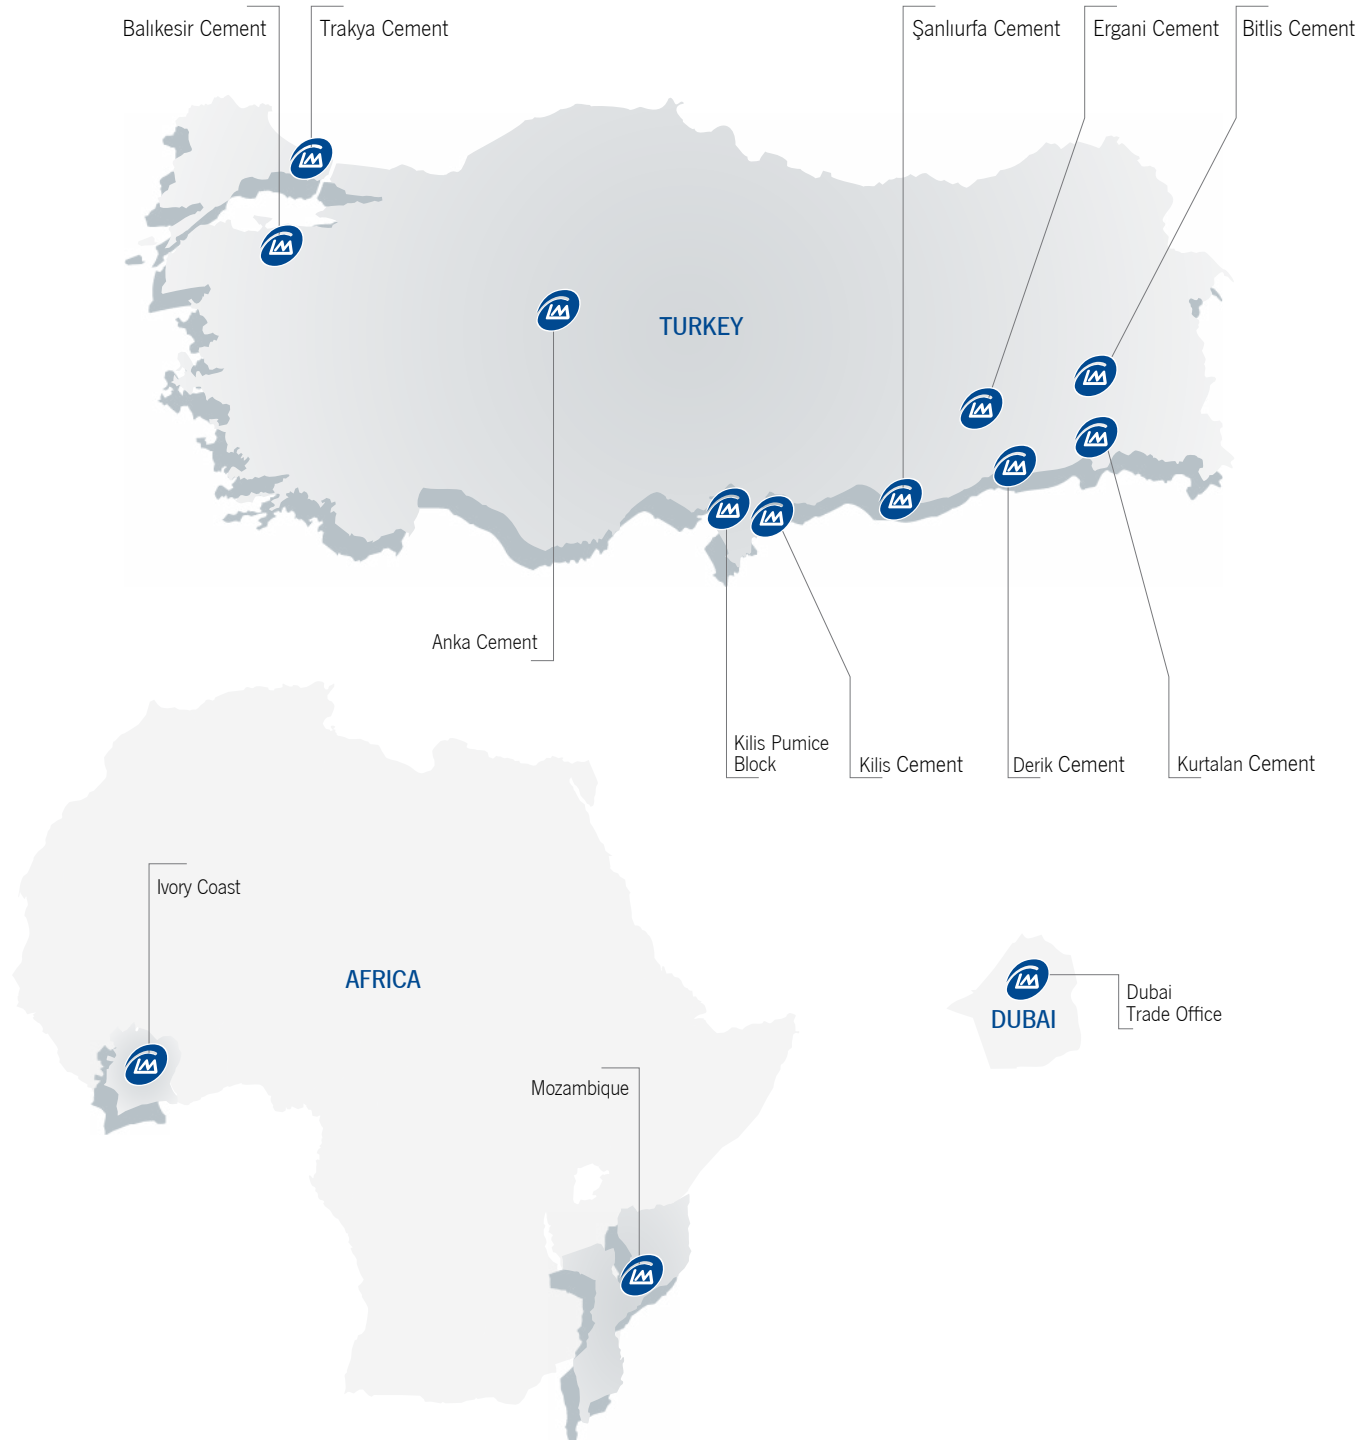 Balıkesir Cement
Trakya Cement
Şanlıurfa Cement
Ergani Cement
Bitlis Cement
TURKEY
Anka Cement
Kilis Pumice
Block
Kilis Cement
Derik Cement
Kurtalan Cement
Ivory Coast
AFRICA
Mozambique
DUBAI
Dubai
Trade Office